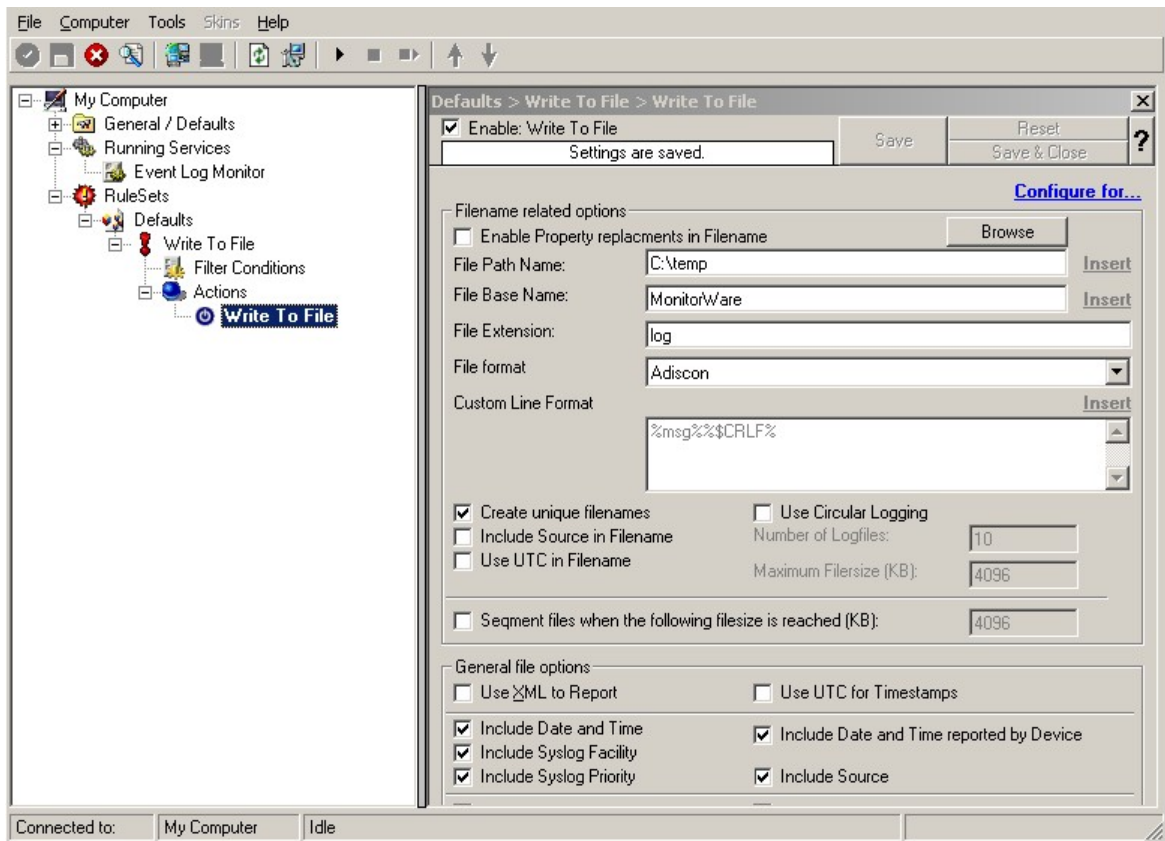 File Computer Tools Skins Help
My Computer
General / Defaults
Running Services
Event Log Monitor
RuleSets
Defaults
Write To File
Filter Conditions
Actions
Write To File
Defaults > Write To File > Write To File
Enable: Write To File
Settings are saved.
Save
Reset
Save & Close
?
Configure for...
Filename related options
Enable Property replacments in Filename
Browse
File Path Name: C:\temp Insert
File Base Name: MonitorWare Insert
File Extension: log
File format Adiscon
Custom Line Format Insert
%msg%%$CRLF%
Create unique filenames Use Circular Logging
Include Source in Filename Number of Logfiles: 10
Use UTC in Filename Maximum Filersize (KB): 4096
Seqment files when the following filesize is reached (KB): 4096
General file options
Use XML to Report Use UTC for Timestamps
Include Date and Time Include Date and Time reported by Device
Include Syslog Facility
Include Syslog Priority Include Source
Connected to: My Computer Idle